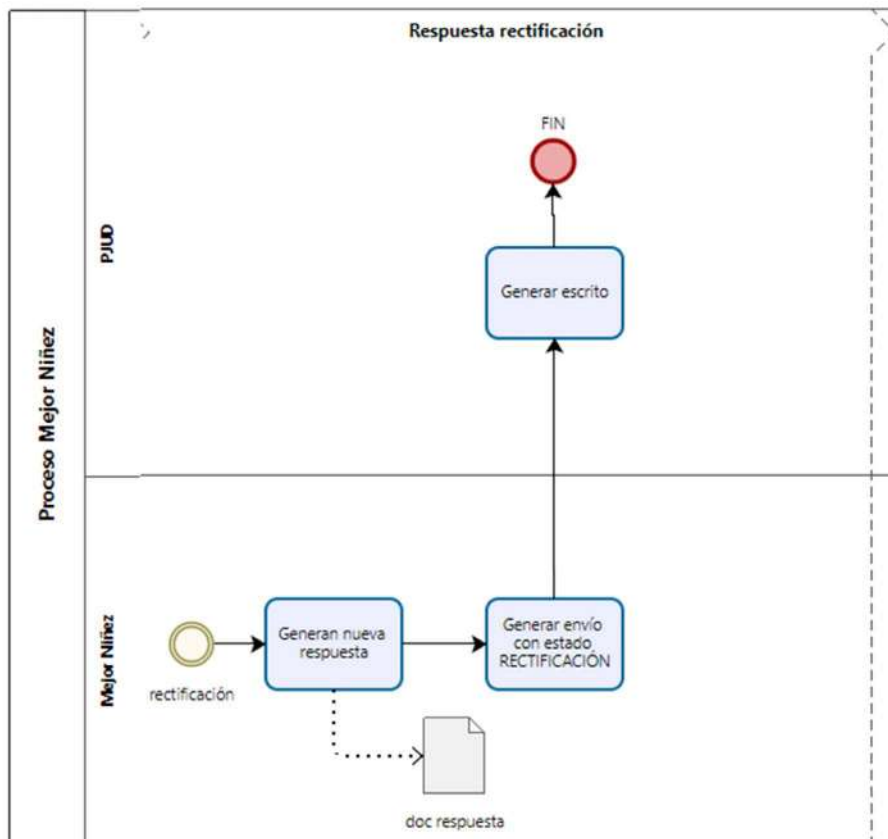 Respuesta rectificación
Proceso Mejor Niñez
PJUD
FIN
Generar escrito
Mejor Niñez
rectificación
Generan nueva
respuesta
Generar envío
con estado
RECTIFICACIÓN
doc respuesta